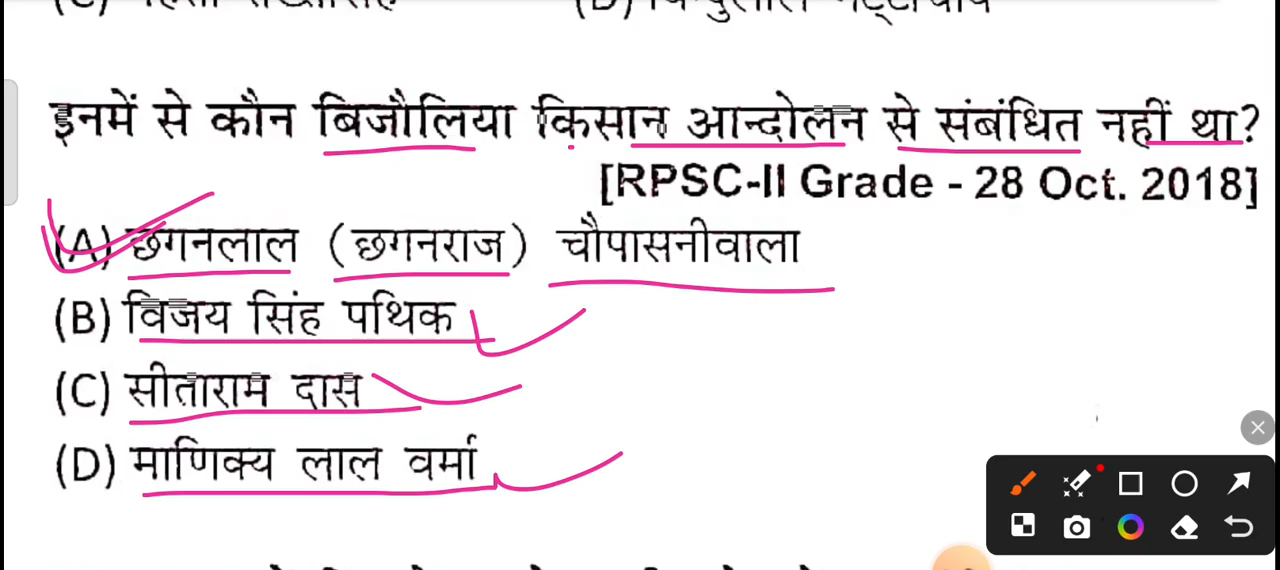 इनमें से कौन बिजौलिया किसान आन्दोलन से संबंधित नहीं था?
[RPSC-II Grade - 28 Oct. 2018]
(A) छगनलाल (छगनराज) चौपासनीवाला
(B) विजय सिंह पथिक
(C) सीताराम दास
(D) माणिक्य लाल वर्मा